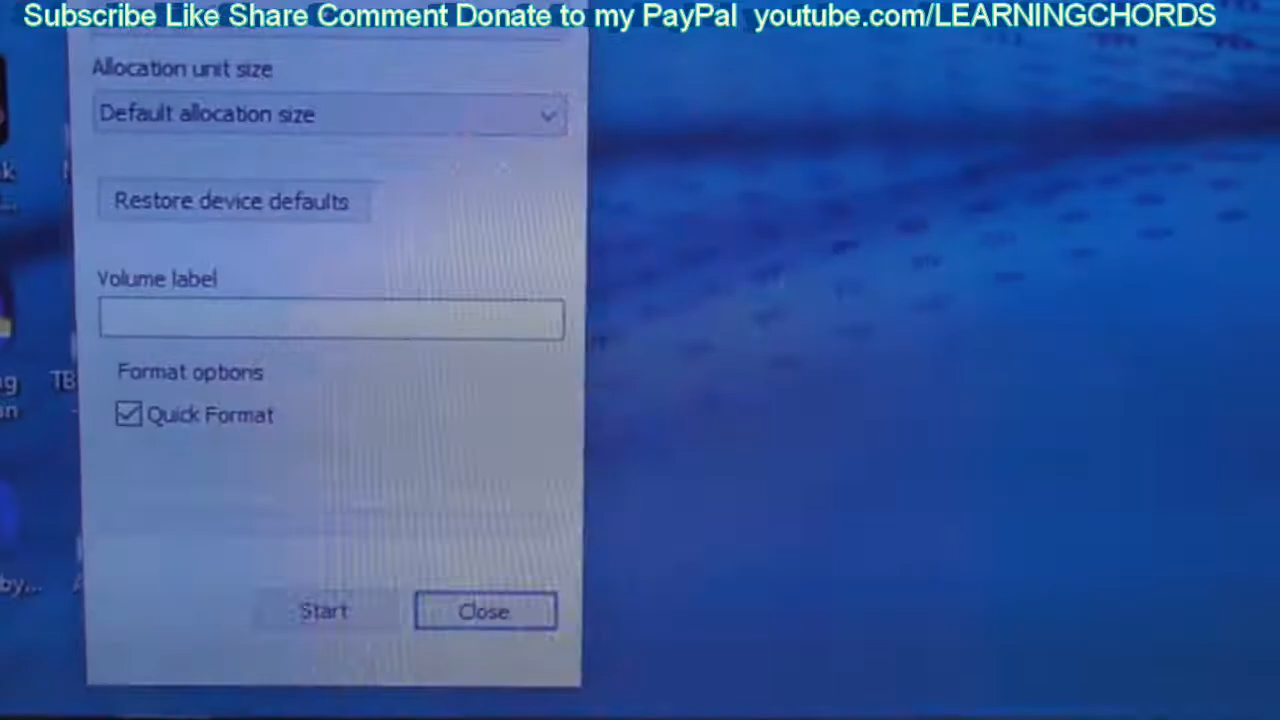 Subscribe Like Share Comment Donate to my PayPal youtube.com/LEARNINGCHORDS
Allocation unit size
Default allocation size
Restore device defaults
Volume label
Format options
Quick Format
Start
Close